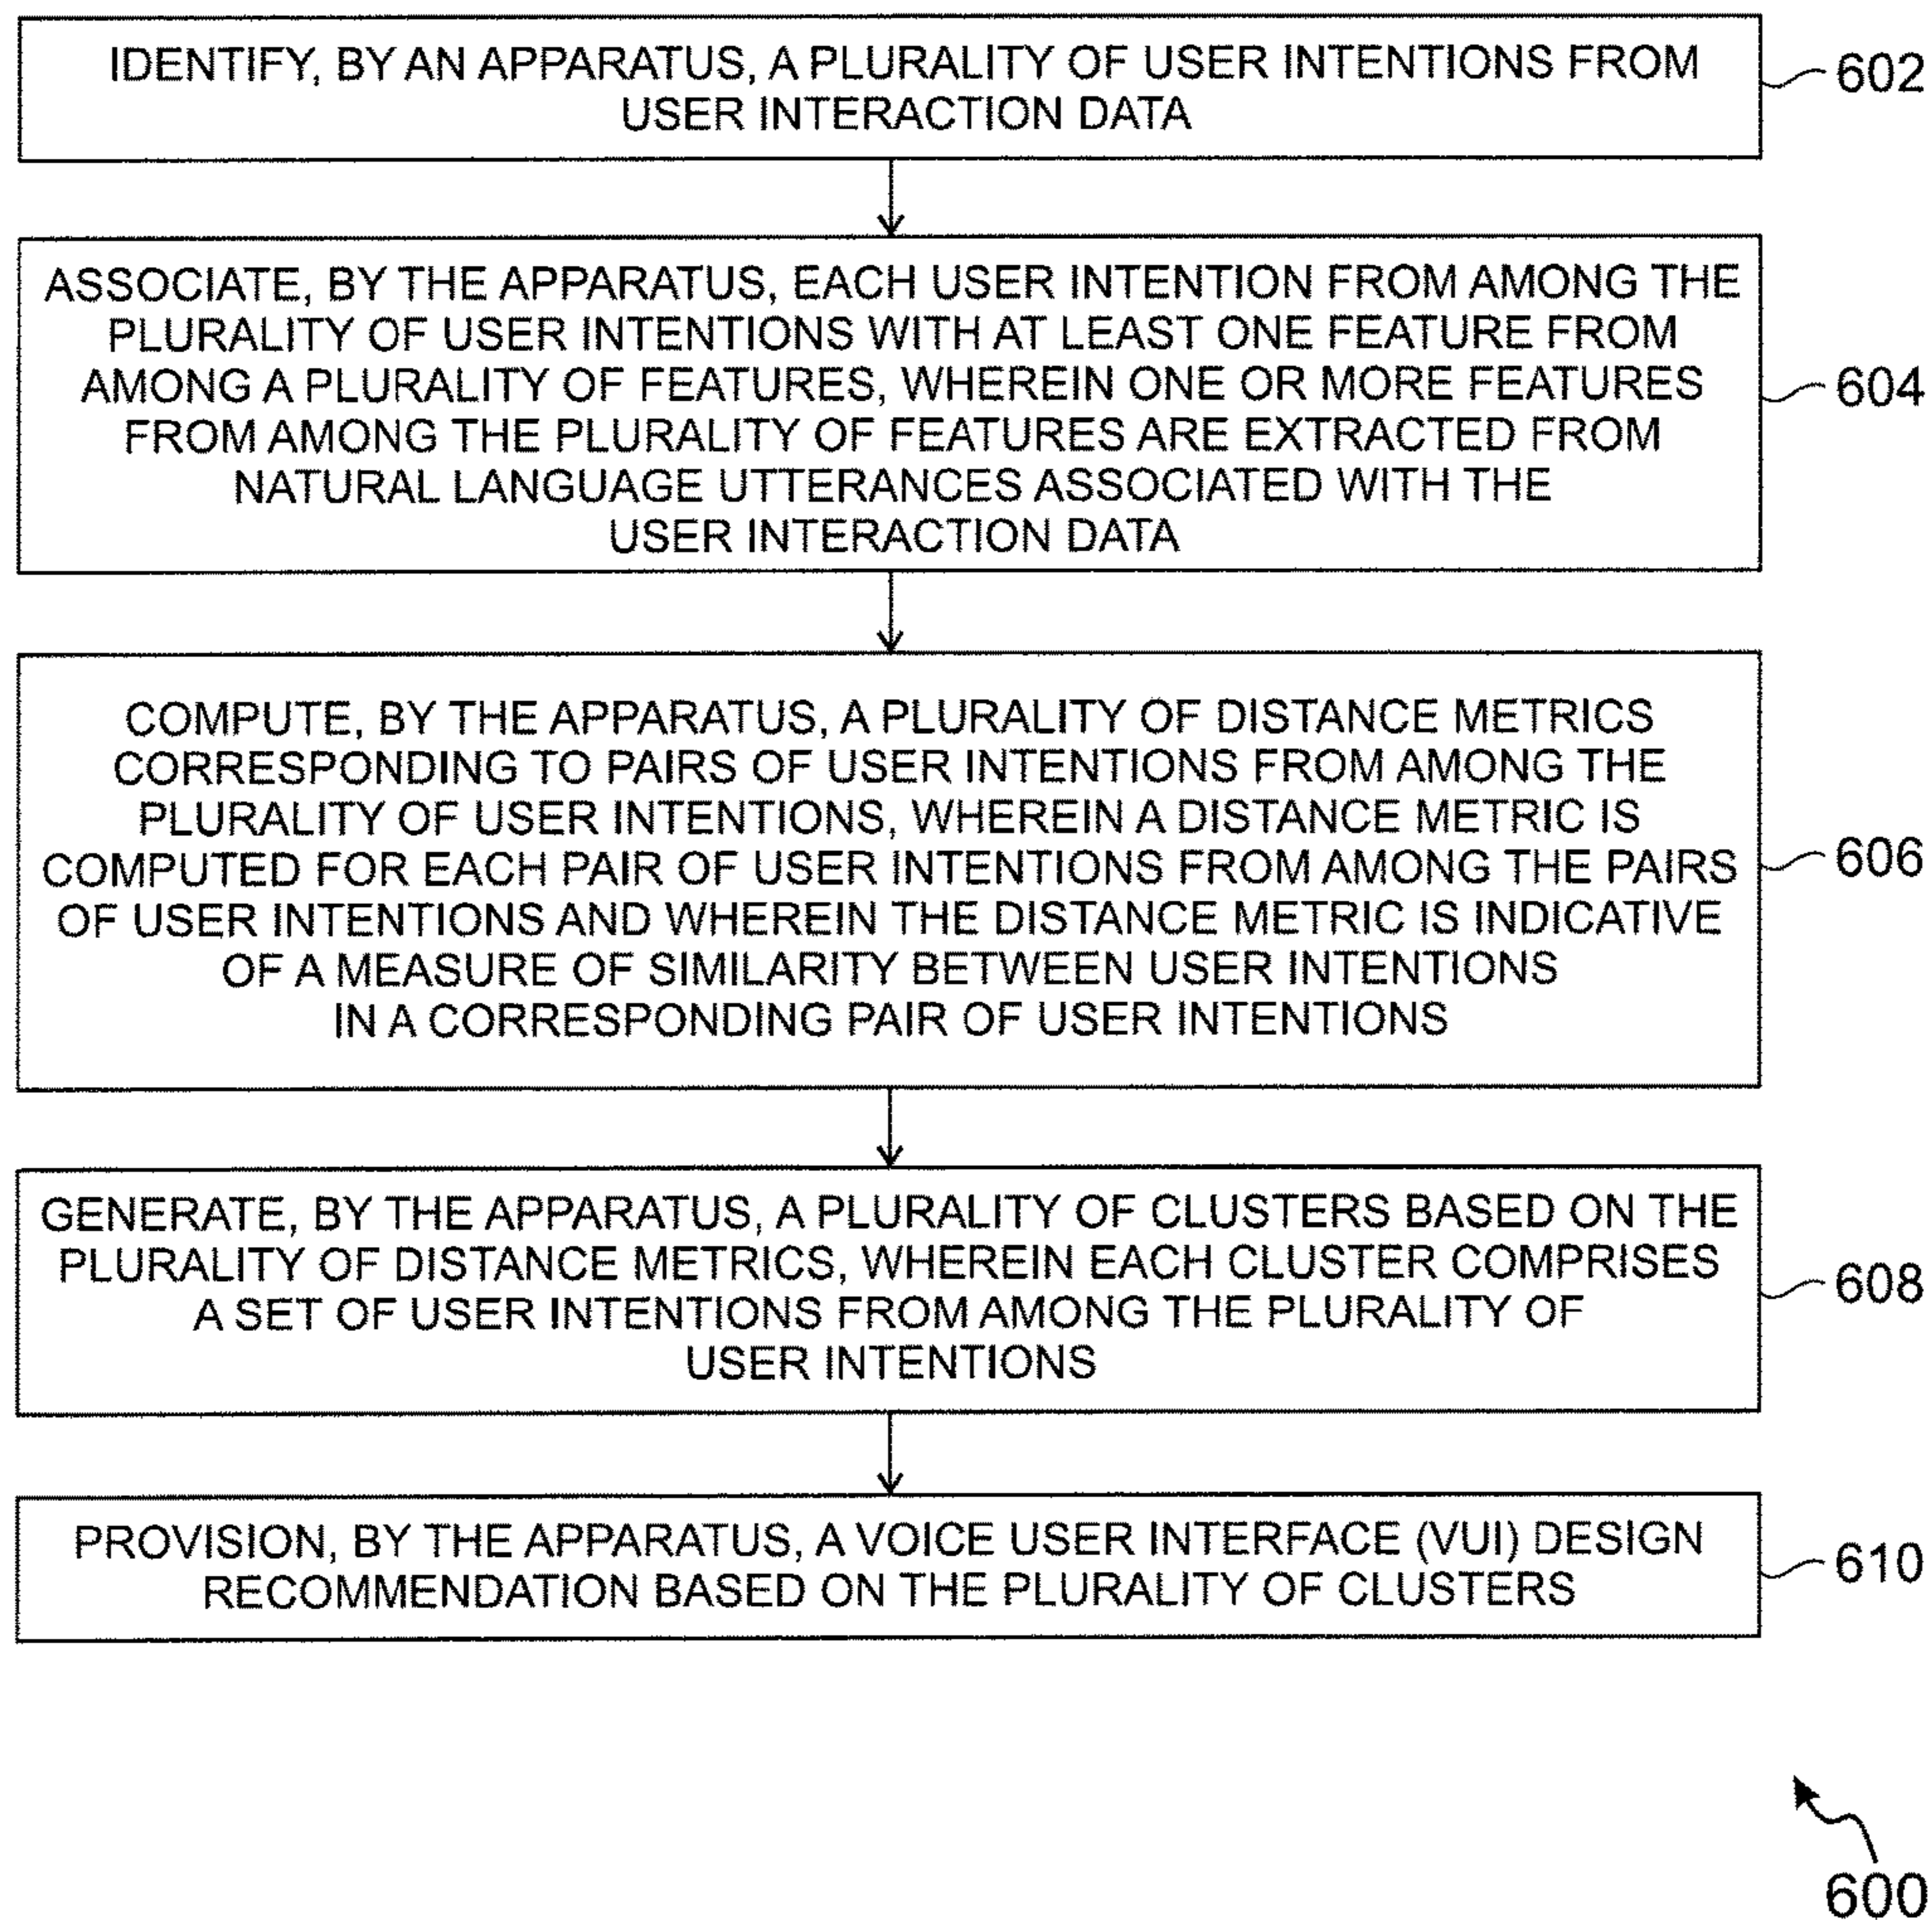 IDENTIFY, BY AN APPARATUS, A PLURALITY OF USER INTENTIONS FROM
USER INTERACTION DATA
602
ASSOCIATE, BY THE APPARATUS, EACH USER INTENTION FROM AMONG THE
PLURALITY OF USER INTENTIONS WITH AT LEAST ONE FEATURE FROM
AMONG A PLURALITY OF FEATURES, WHEREIN ONE OR MORE FEATURES
FROM AMONG THE PLURALITY OF FEATURES ARE EXTRACTED FROM
NATURAL LANGUAGE UTTERANCES ASSOCIATED WITH THE
USER INTERACTION DATA
604
COMPUTE, BY THE APPARATUS, A PLURALITY OF DISTANCE METRICS
CORRESPONDING TO PAIRS OF USER INTENTIONS FROM AMONG THE
PLURALITY OF USER INTENTIONS, WHEREIN A DISTANCE METRIC IS
COMPUTED FOR EACH PAIR OF USER INTENTIONS FROM AMONG THE PAIRS
OF USER INTENTIONS AND WHEREIN THE DISTANCE METRIC IS INDICATIVE
OF A MEASURE OF SIMILARITY BETWEEN USER INTENTIONS
IN A CORRESPONDING PAIR OF USER INTENTIONS
606
GENERATE, BY THE APPARATUS, A PLURALITY OF CLUSTERS BASED ON THE
PLURALITY OF DISTANCE METRICS, WHEREIN EACH CLUSTER COMPRISES
A SET OF USER INTENTIONS FROM AMONG THE PLURALITY OF
USER INTENTIONS
608
PROVISION, BY THE APPARATUS, A VOICE USER INTERFACE (VUI) DESIGN
RECOMMENDATION BASED ON THE PLURALITY OF CLUSTERS
610
600